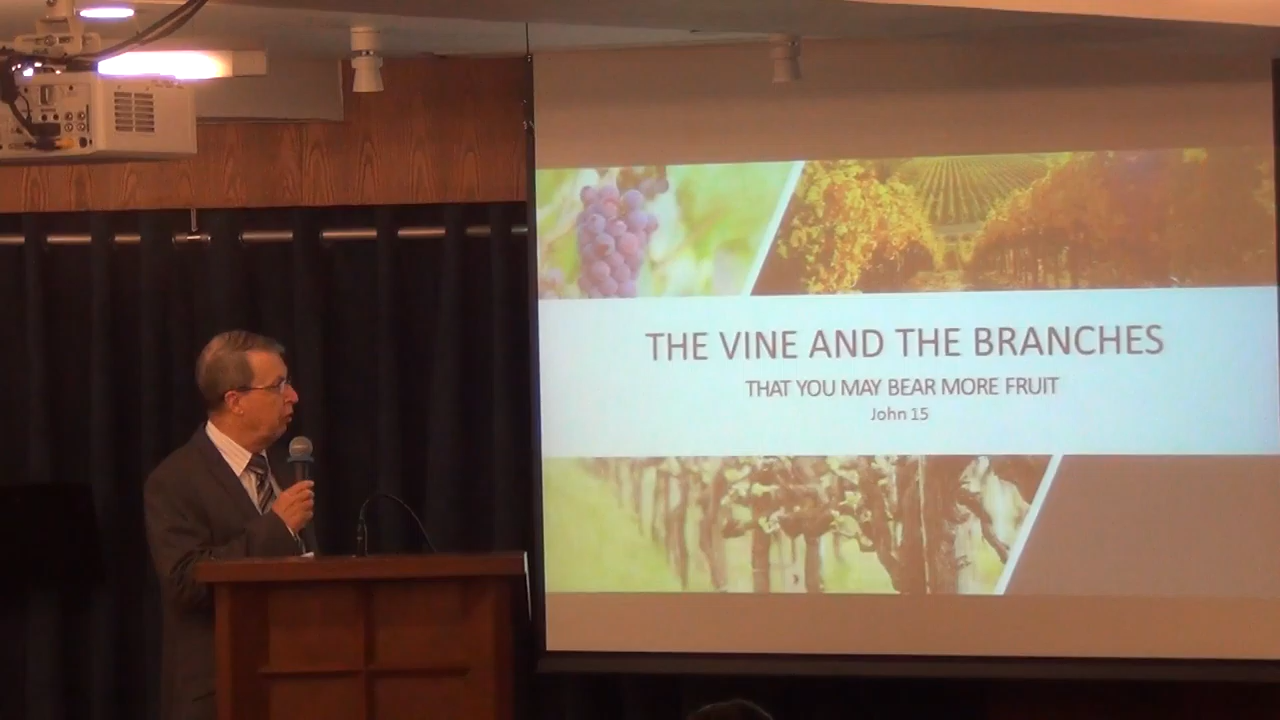 THE VINE AND THE BRANCHES
THAT YOU MAY BEAR MORE FRUIT
John 15